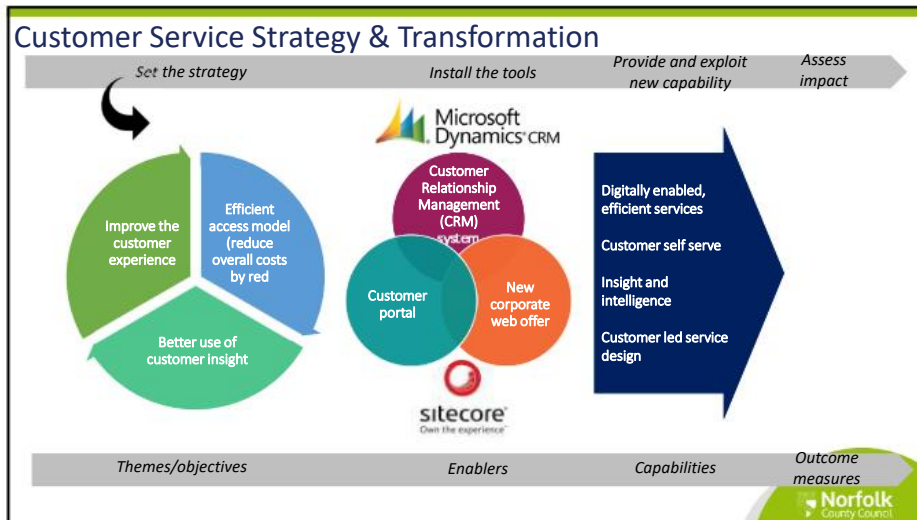 Customer Service Strategy & Transformation
Set the strategy
Install the tools
Provide and exploit
new capability
Assess
impact
Microsoft
Dynamics CRM
Improve the
customer
experience
Efficient
access model
(reduce
overall costs
by red
Better use of
customer insight
Customer
Relationship
Management
(CRM)
system
Customer
portal
New
corporate
web offer
sitecore
Own the experience
Digitally enabled,
efficient services
Customer self serve
Insight and
intelligence
Customer led service
design
Themes/objectives
Enablers
Capabilities
Outcome
measures
Norfolk
County Council